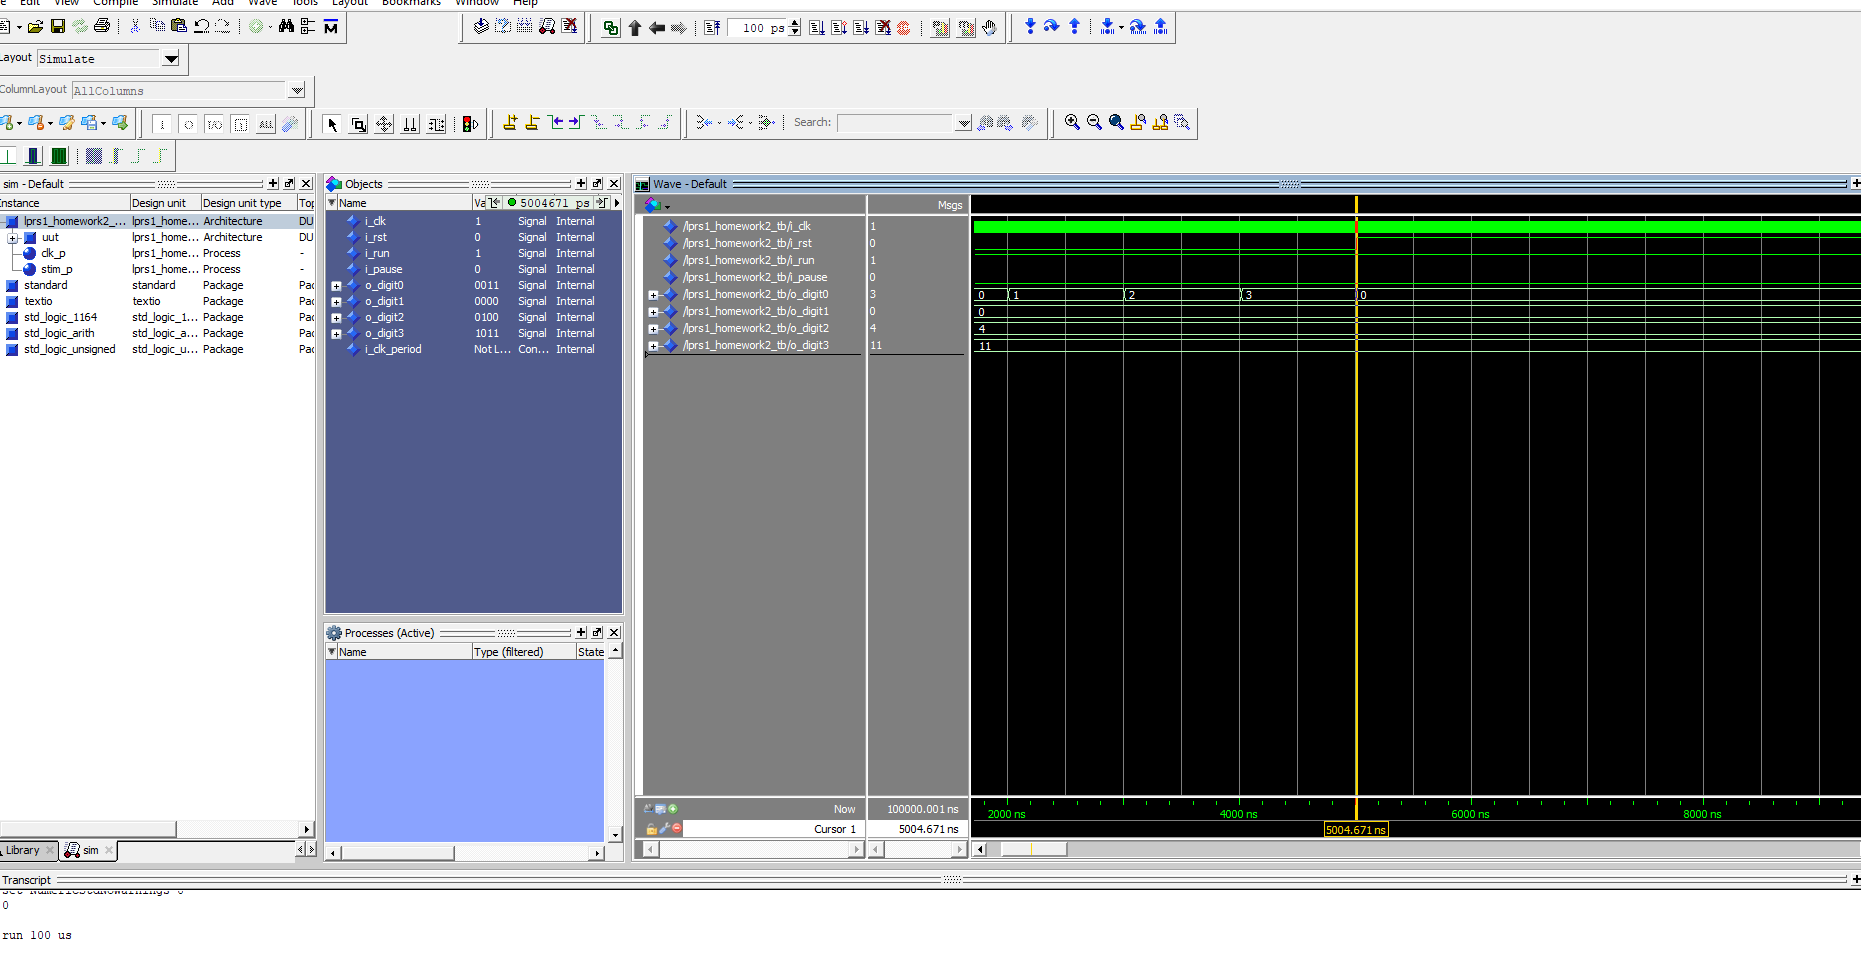 Edit View Compile Simulate Add Wave Tools Layout Bookmarks Window Help
100 ps
Layout Simulate
ColumnLayout AllColumns
Search:
sim - Default
Instance Design unit Design unit type Top
lprs1_homework2_... lprs1_home... Architecture DU
uut lprs1_home... Architecture DU
clk_p lprs1_home... Process -
stim_p lprs1_home... Process -
standard standard Package Pac
textio textio Package Pac
std_logic_1164 std_logic_1... Package Pac
std_logic_arith std_logic_a... Package Pac
std_logic_unsigned std_logic_u... Package Pac
Library sim
Objects
Name Va 5004671 ps
i_clk 1 Signal Internal
i_rst 0 Signal Internal
i_run 1 Signal Internal
i_pause 0 Signal Internal
o_digit0 0011 Signal Internal
o_digit1 0000 Signal Internal
o_digit2 0100 Signal Internal
o_digit3 1011 Signal Internal
i_clk_period Not L... Con... Internal
Processes (Active)
Name Type (filtered) State
Wave - Default
Msgs
/lprs1_homework2_tb/i_clk 1
/lprs1_homework2_tb/i_rst 0
/lprs1_homework2_tb/i_run 1
/lprs1_homework2_tb/i_pause 0
/lprs1_homework2_tb/o_digit0 3 0 1 2 3 0
/lprs1_homework2_tb/o_digit1 0 0
/lprs1_homework2_tb/o_digit2 4 4
/lprs1_homework2_tb/o_digit3 11 11
Now 100000.001 ns 2000 ns 4000 ns 6000 ns 8000 ns
Cursor 1 5004.671 ns 5004.671 ns
Transcript
0
run 100 us